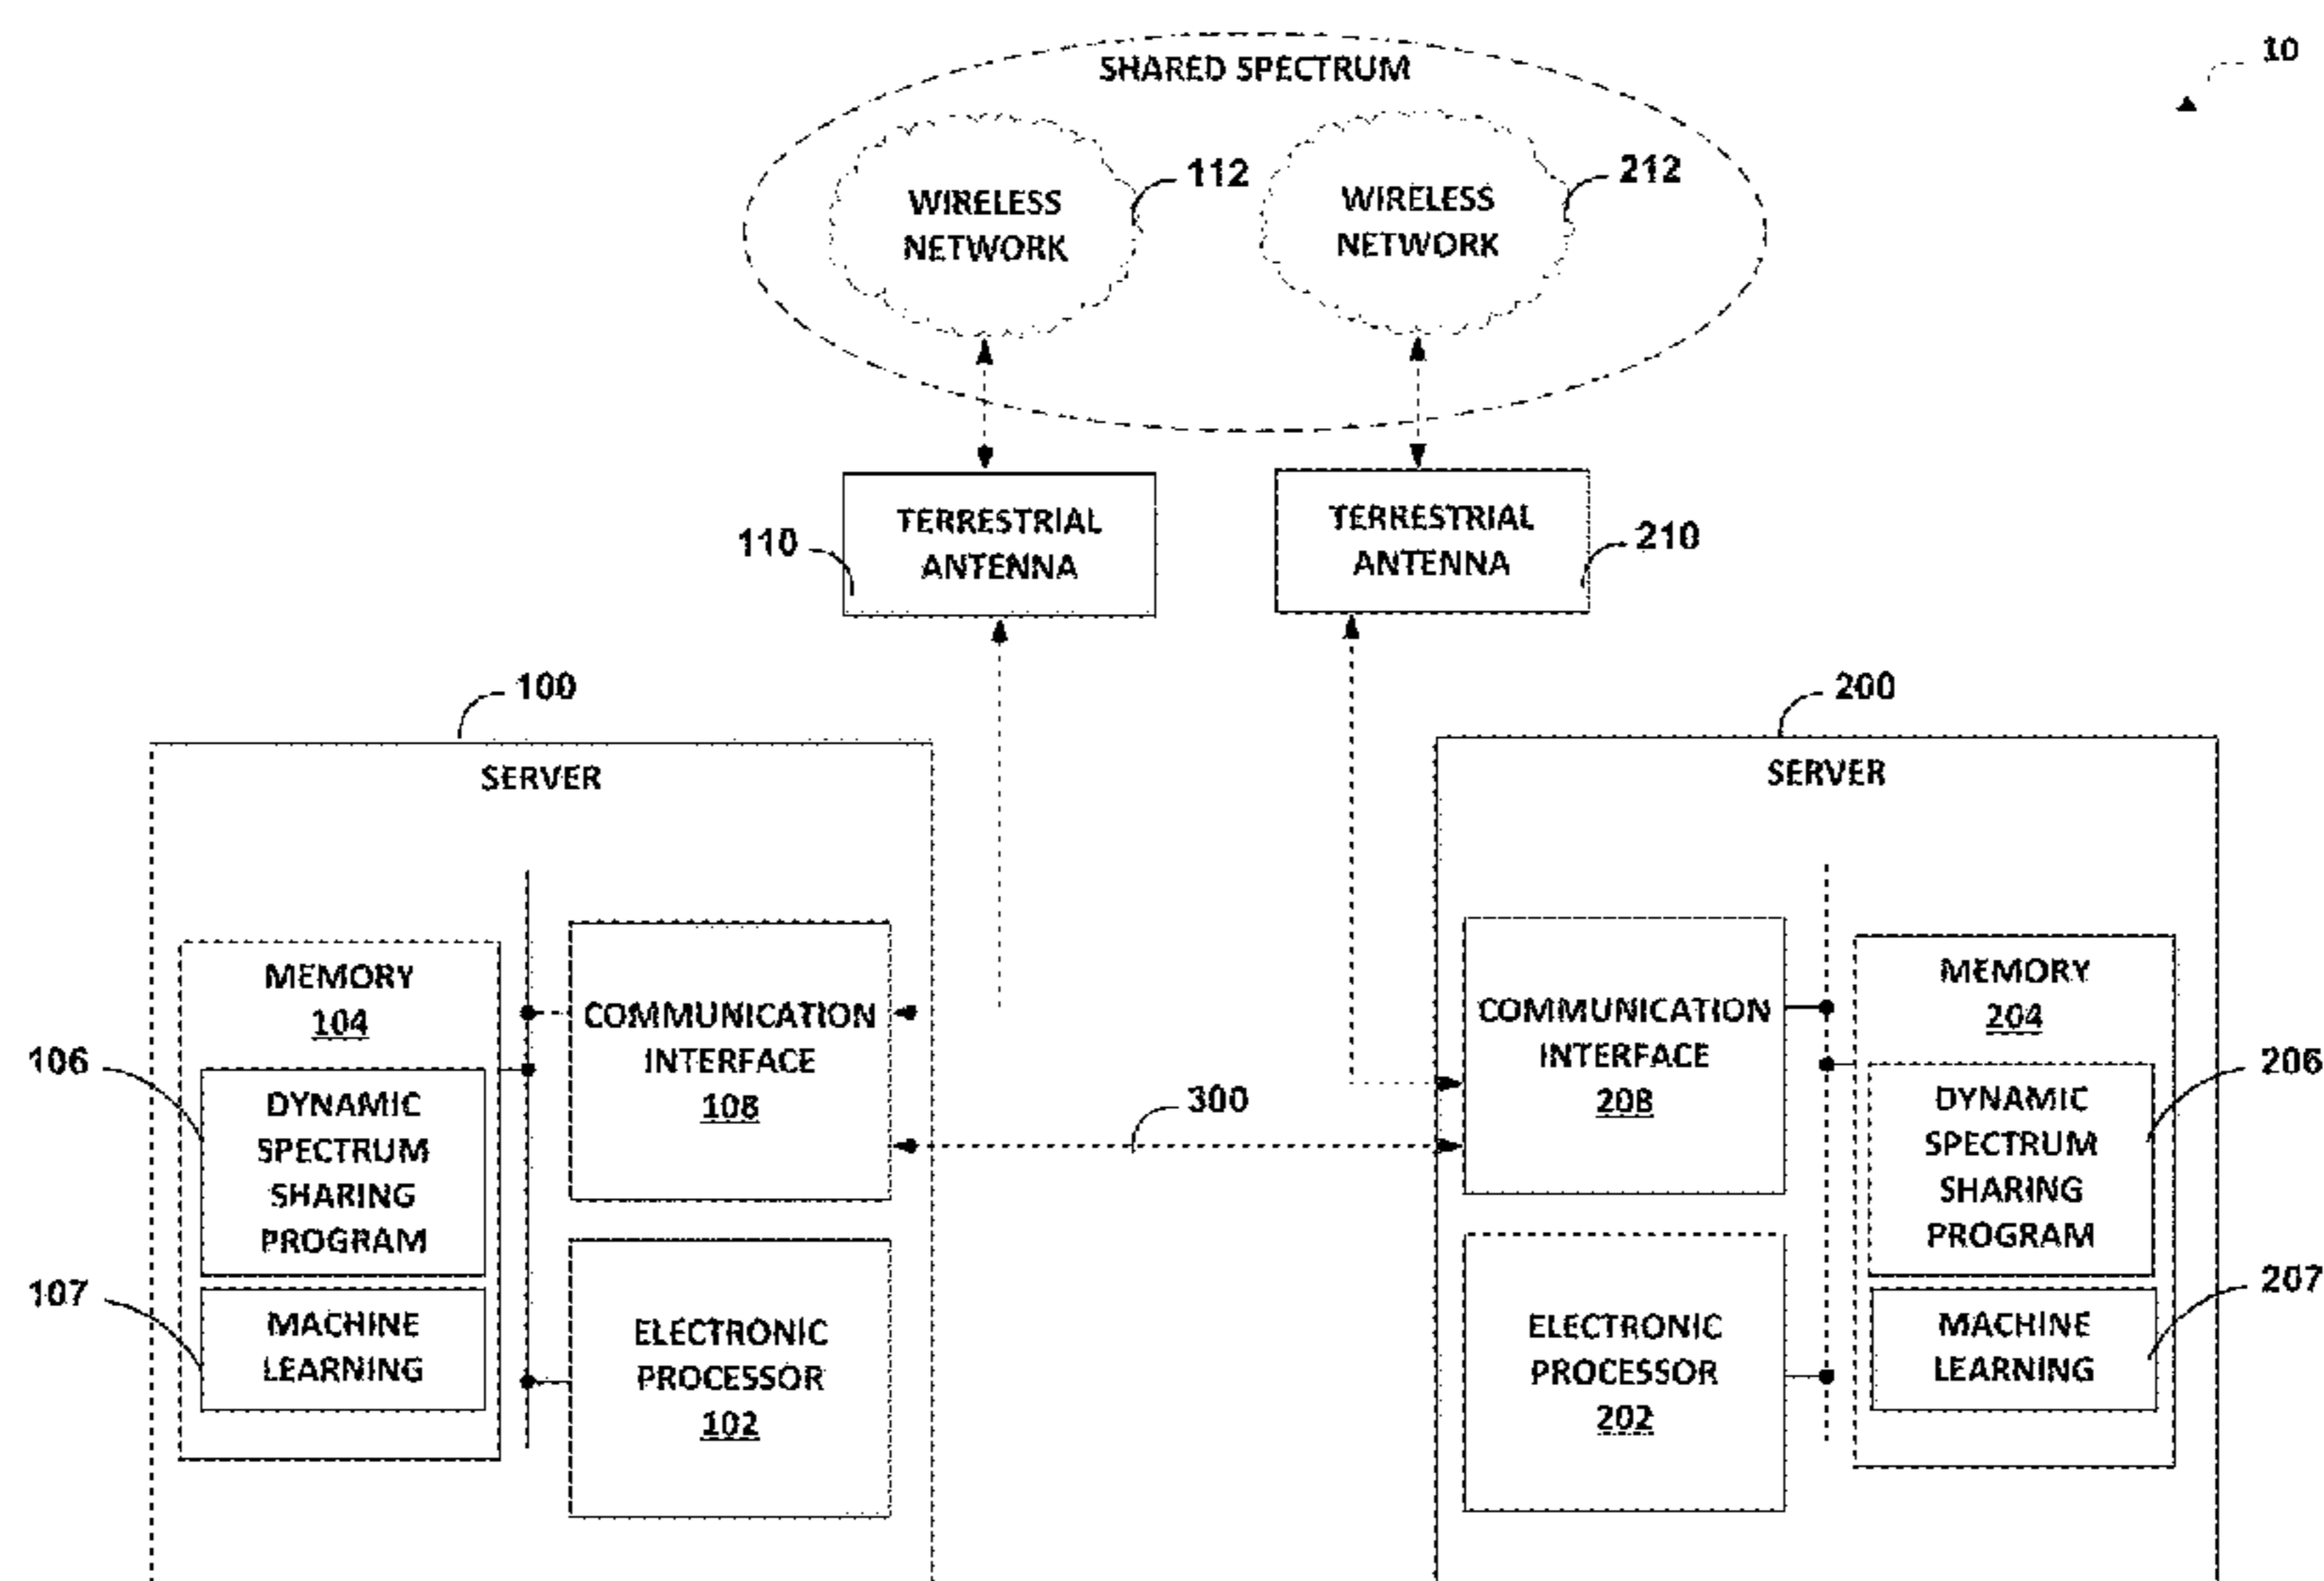 10
SHARED SPECTRUM
WIRELESS
NETWORK
112
WIRELESS
NETWORK
212
110
TERRESTRIAL
ANTENNA
TERRESTRIAL
ANTENNA
210
100
SERVER
MEMORY
104
106
DYNAMIC
SPECTRUM
SHARING
PROGRAM
107
MACHINE
LEARNING
COMMUNICATION
INTERFACE
108
ELECTRONIC
PROCESSOR
102
300
200
SERVER
COMMUNICATION
INTERFACE
208
ELECTRONIC
PROCESSOR
202
MEMORY
204
DYNAMIC
SPECTRUM
SHARING
PROGRAM
206
MACHINE
LEARNING
207